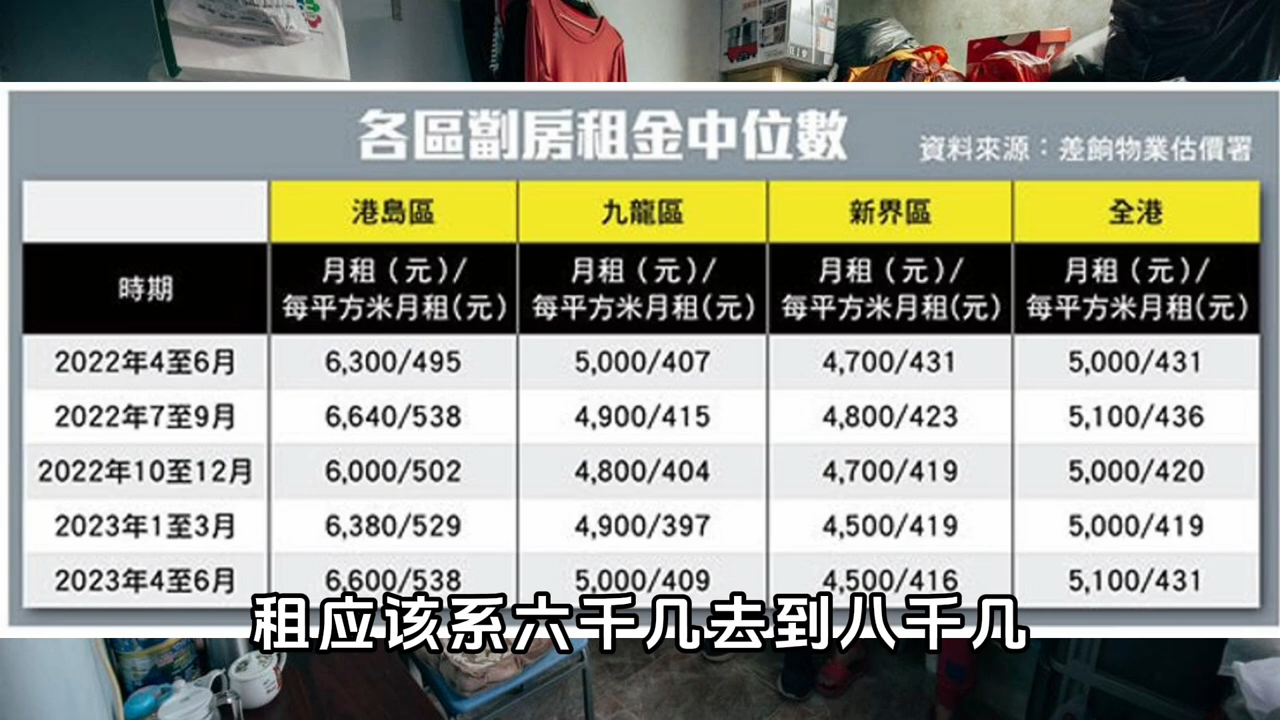 各區劏房租金中位數
資料來源：差餉物業估價署
港島區 九龍區 新界區 全港
時期 月租（元）/ 每平方米月租(元) 月租（元）/ 每平方米月租(元) 月租（元）/ 每平方米月租(元) 月租（元）/ 每平方米月租(元)
2022年4至6月 6,300/495 5,000/407 4,700/431 5,000/431
2022年7至9月 6,640/538 4,900/415 4,800/423 5,100/436
2022年10至12月 6,000/502 4,800/404 4,700/419 5,000/420
2023年1至3月 6,380/529 4,900/397 4,500/419 5,000/419
2023年4至6月 6,600/538 5,000/409 4,500/416 5,100/431
租应该系六千几去到八千几